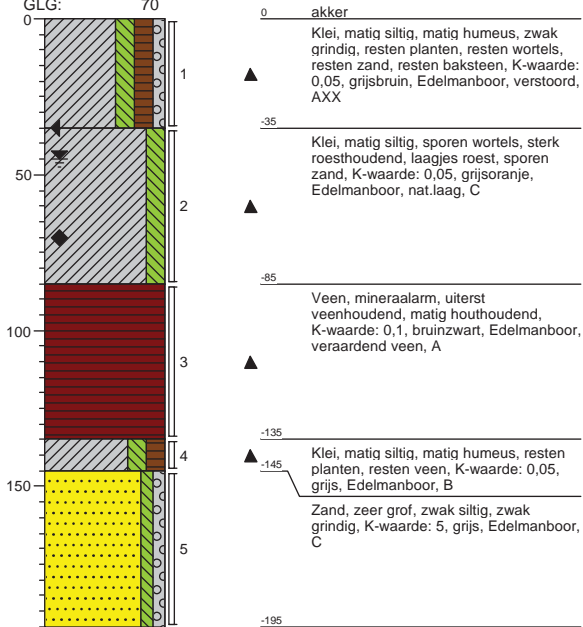 GLG: 70
0
50
100
150
1
2
3
4
5
0 akker
Klei, matig siltig, matig humeus, zwak
grindig, resten planten, resten wortels,
resten zand, resten baksteen, K-waarde:
0,05, grijsbruin, Edelmanboor, verstoord,
AXX
-35
Klei, matig siltig, sporen wortels, sterk
roesthoudend, laagjes roest, sporen
zand, K-waarde: 0,05, grijsoranje,
Edelmanboor, nat.laag, C
-85
Veen, mineraalarm, uiterst
veenhoudend, matig houthoudend,
K-waarde: 0,1, bruinzwart, Edelmanboor,
veraardend veen, A
-135
Klei, matig siltig, matig humeus, resten
planten, resten veen, K-waarde: 0,05,
grijs, Edelmanboor, B
-145
Zand, zeer grof, zwak siltig, zwak
grindig, K-waarde: 5, grijs, Edelmanboor,
C
-195